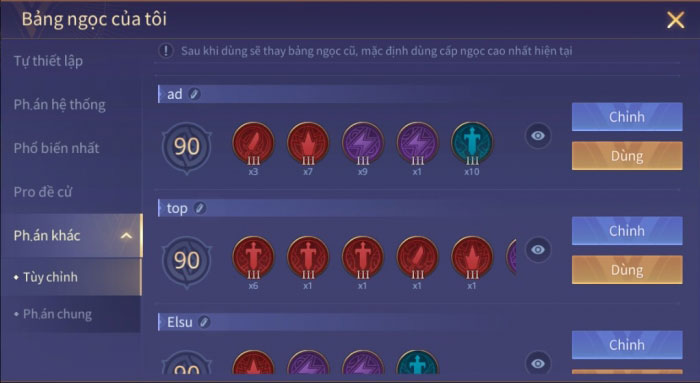 Bảng ngọc của tôi
Sau khi dùng sẽ thay bảng ngọc cũ, mặc định dùng cấp ngọc cao nhất hiện tại
Tự thiết lập
Ph.án hệ thống
Phổ biến nhất
Pro đề cử
Ph.án khác
• Tùy chỉnh
• Ph.án chung
ad
90
III III III III III
x3 x7 x9 x1 x10
Chỉnh
Dùng
top
90
III III III III III
x6 x1 x1 x1 x1
Chỉnh
Dùng
Elsu
90
Chỉnh